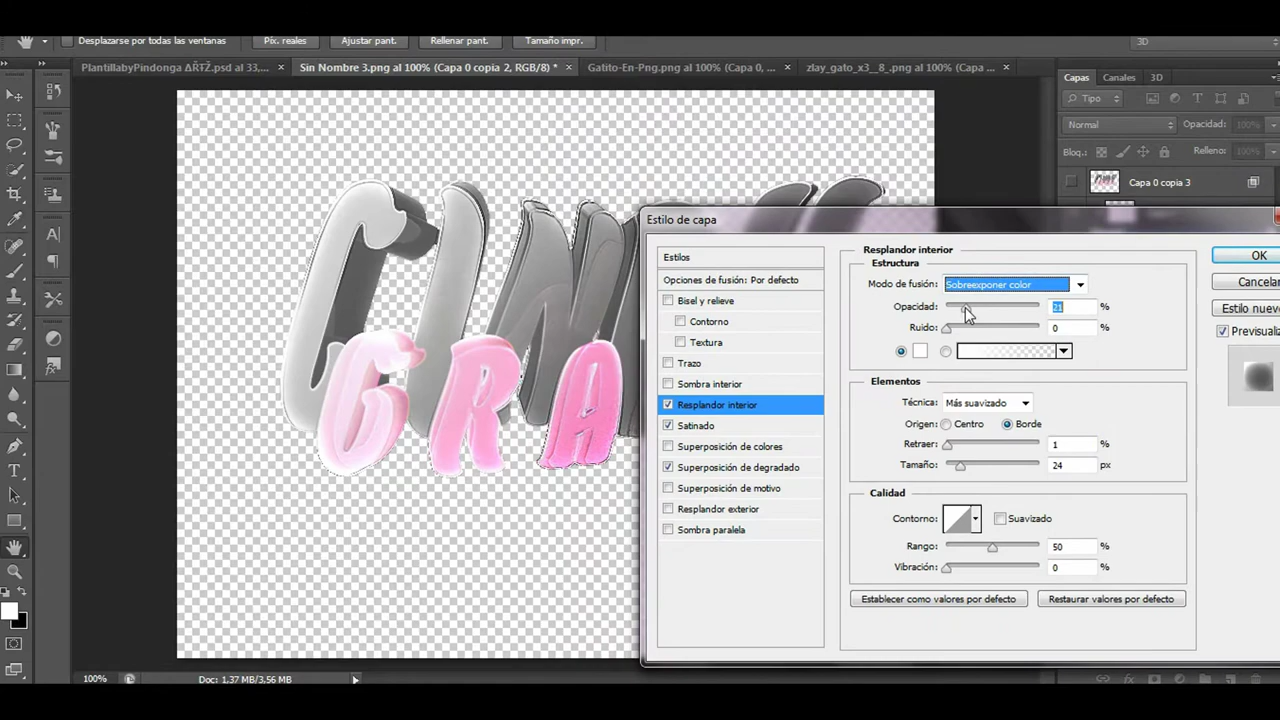 Desplazarse por todas las ventanas Píx. reales Ajustar pant. Rellenar pant. Tamaño impr. 3D
PlantillabyPindonga ΔŘTŽ.psd al 33,... × Sin Nombre 3.png al 100% (Capa 0 copia 2, RGB/8) * × Gatito-En-Png.png al 100% (Capa 0, ... × zlay_gato_x3__8_.png al 100% (Capa ... ×
Capas Canales 3D
Tipo
Normal Opacidad: 100%
Bloq.: Relleno: 100%
Capa 0 copia 3
GRA
Estilo de capa
Estilos
Opciones de fusión: Por defecto
Bisel y relieve
Contorno
Textura
Trazo
Sombra interior
Resplandor interior
Satinado
Superposición de colores
Superposición de degradado
Superposición de motivo
Resplandor exterior
Sombra paralela
Resplandor interior
Estructura
Modo de fusión: Sobreexponer color
Opacidad: 21 %
Ruido: 0 %
Elementos
Técnica: Más suavizado
Origen: Centro Borde
Retraer: 1 %
Tamaño: 24 px
Calidad
Contorno: Suavizado
Rango: 50 %
Vibración: 0 %
Establecer como valores por defecto Restaurar valores por defecto
OK
Cancelar
Estilo nuevo
Previsualiz
100% Doc: 1,37 MB/3,56 MB